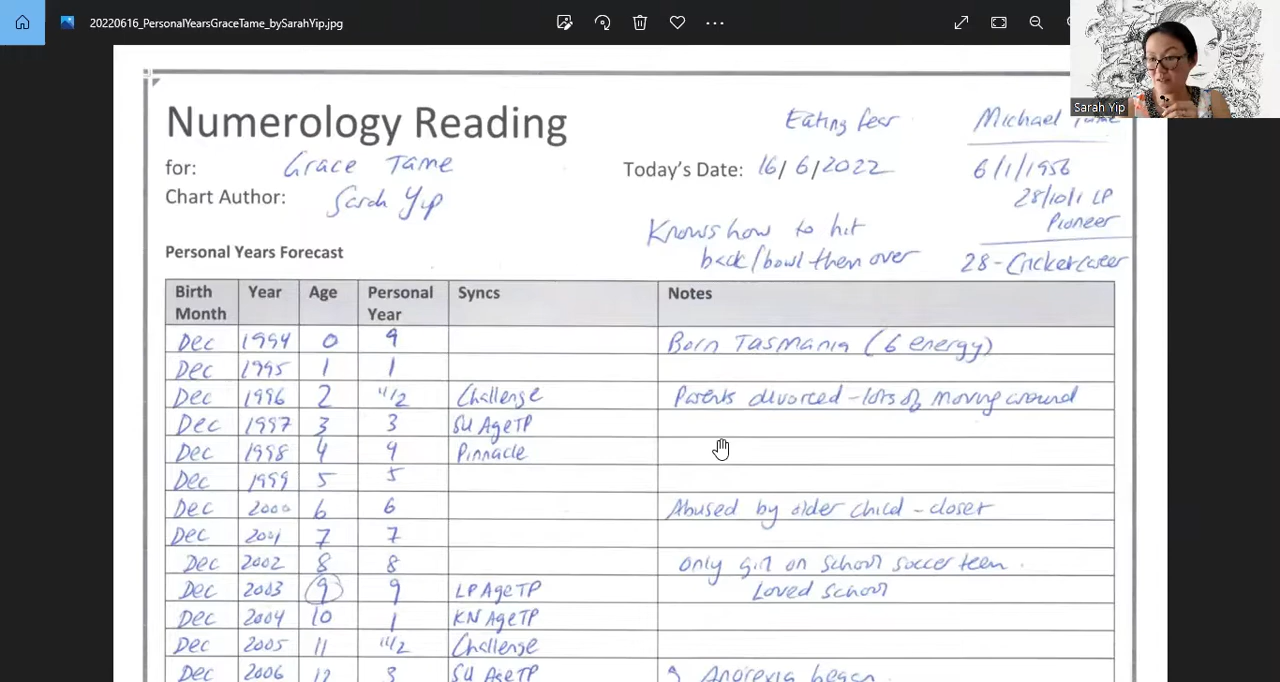 20220616_PersonalYearsGraceTame_bySarahYip.jpg
Sarah Yip
Numerology Reading
Eating fear
Michael
for: Grace Tame
Today's Date: 16/6/2022
6/1/1956
Chart Author: Sarah Yip
28/10/1 LP
Pioneer
Knows how to hit
back/bowl them over
28-Cricket career
Personal Years Forecast
Birth Month Year Age Personal Year Syncs Notes
Dec 1994 0 9 Born Tasmania (6 energy)
Dec 1995 1 1
Dec 1996 2 11/2 Challenge Parents divorced - lots of moving around
Dec 1997 3 3 SU AgeTP
Dec 1998 4 4 Pinnacle
Dec 1999 5 5
Dec 2000 6 6 Abused by older child - closet
Dec 2001 7 7
Dec 2002 8 8 only girl on school soccer team.
Dec 2003 9 9 LP AgeTP Loved school
Dec 2004 10 1 KN AgeTP
Dec 2005 11 11/2 Challenge
Dec 2006 12 3 SU AgeTP Anorexia began